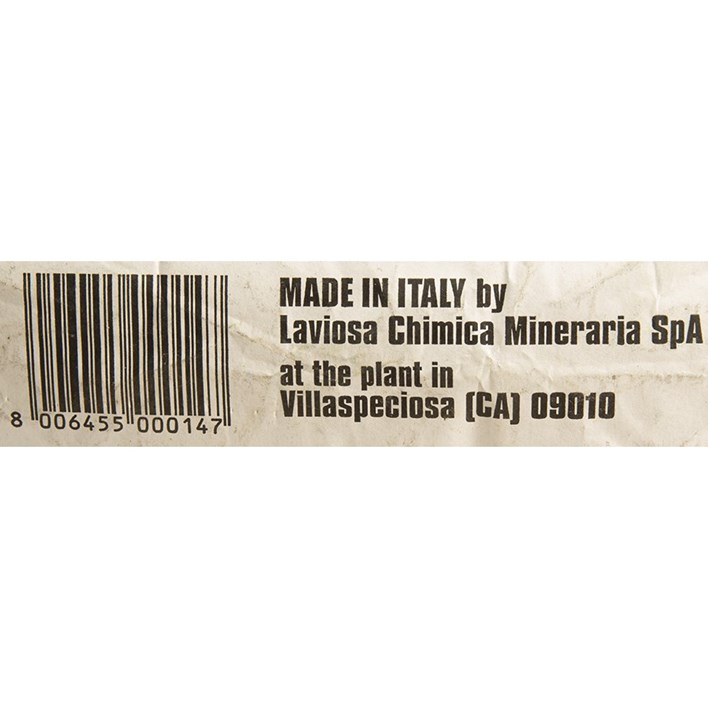 MADE IN ITALY by
Laviosa Chimica Mineraria SpA
at the plant in
Villaspeciosa (CA) 09010
8 006455 000147